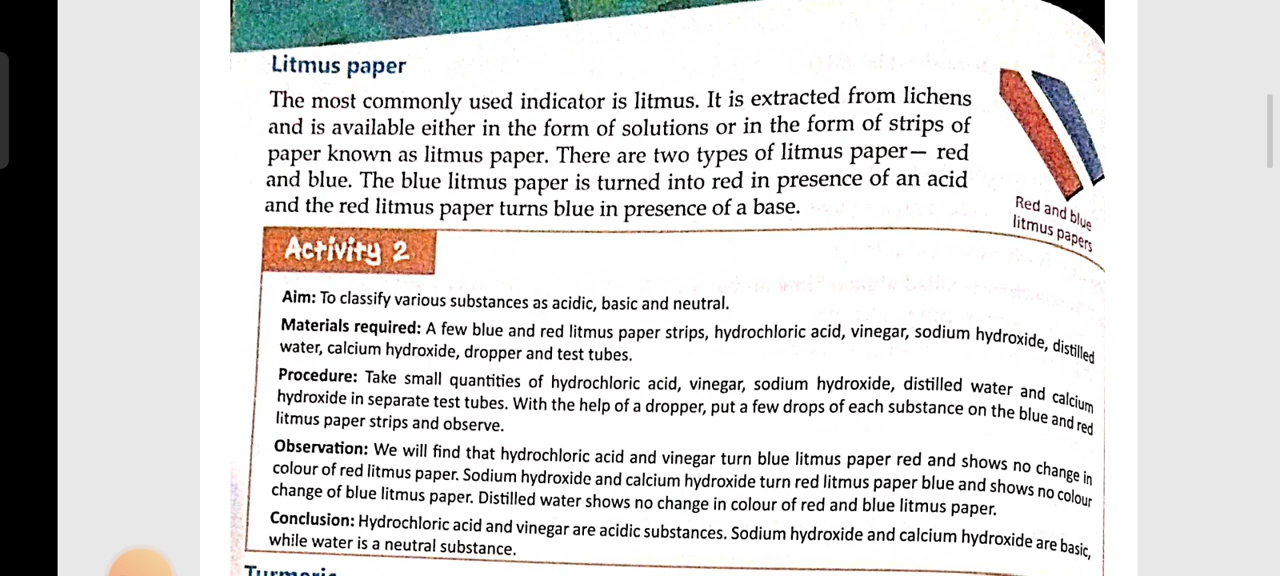 Litmus paper
The most commonly used indicator is litmus. It is extracted from lichens
and is available either in the form of solutions or in the form of strips of
paper known as litmus paper. There are two types of litmus paper— red
and blue. The blue litmus paper is turned into red in presence of an acid
and the red litmus paper turns blue in presence of a base.
Red and blue
litmus papers
Activity 2
Aim: To classify various substances as acidic, basic and neutral.
Materials required: A few blue and red litmus paper strips, hydrochloric acid, vinegar, sodium hydroxide, distilled
water, calcium hydroxide, dropper and test tubes.
Procedure: Take small quantities of hydrochloric acid, vinegar, sodium hydroxide, distilled water and calcium
hydroxide in separate test tubes. With the help of a dropper, put a few drops of each substance on the blue and red
litmus paper strips and observe.
Observation: We will find that hydrochloric acid and vinegar turn blue litmus paper red and shows no change in
colour of red litmus paper. Sodium hydroxide and calcium hydroxide turn red litmus paper blue and shows no colour
change of blue litmus paper. Distilled water shows no change in colour of red and blue litmus paper.
Conclusion: Hydrochloric acid and vinegar are acidic substances. Sodium hydroxide and calcium hydroxide are basic,
while water is a neutral substance.
Turmeric